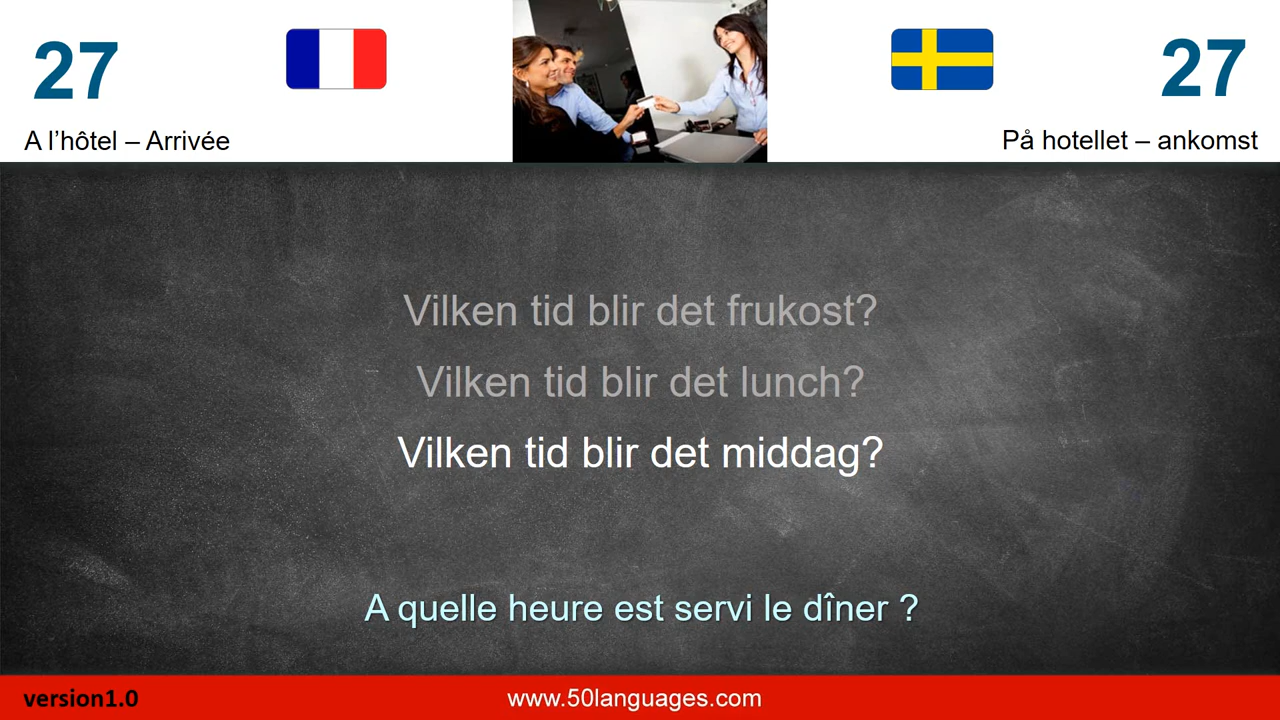 27
27
A l’hôtel – Arrivée
På hotellet – ankomst
Vilken tid blir det frukost?
Vilken tid blir det lunch?
Vilken tid blir det middag?
A quelle heure est servi le dîner ?
version1.0
www.50languages.com